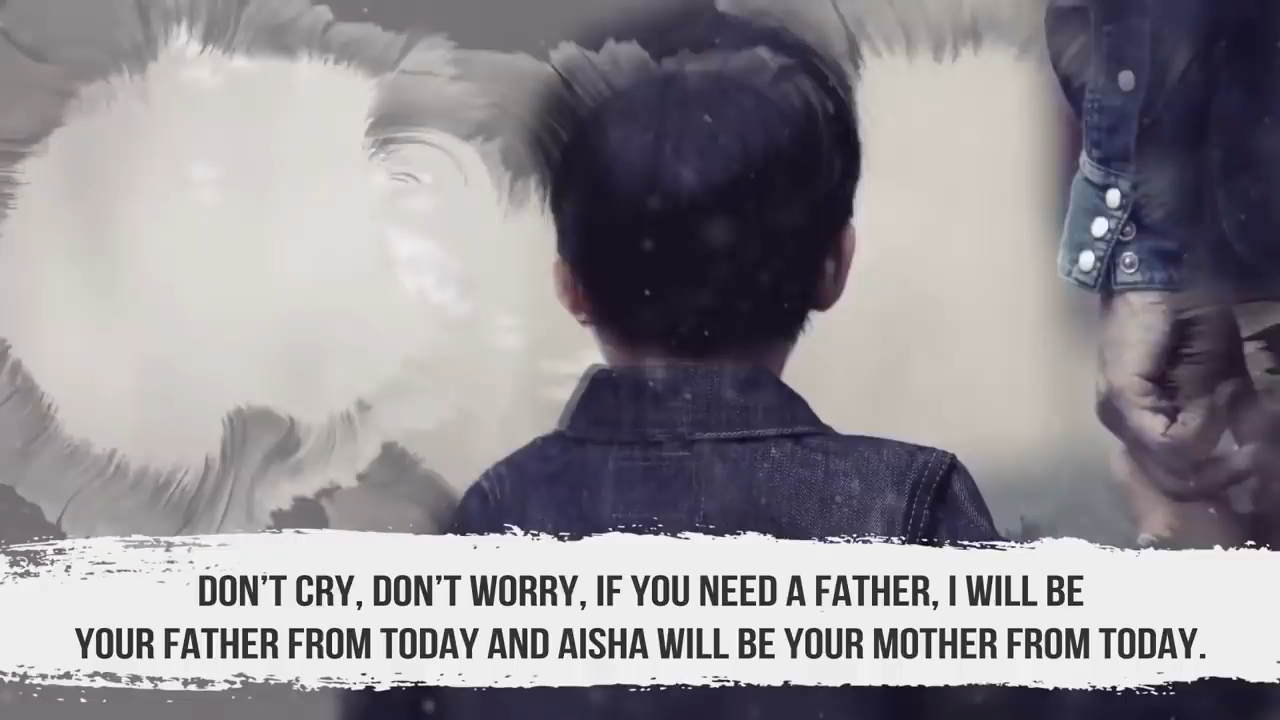 DON’T CRY, DON’T WORRY, IF YOU NEED A FATHER, I WILL BE
YOUR FATHER FROM TODAY AND AISHA WILL BE YOUR MOTHER FROM TODAY.